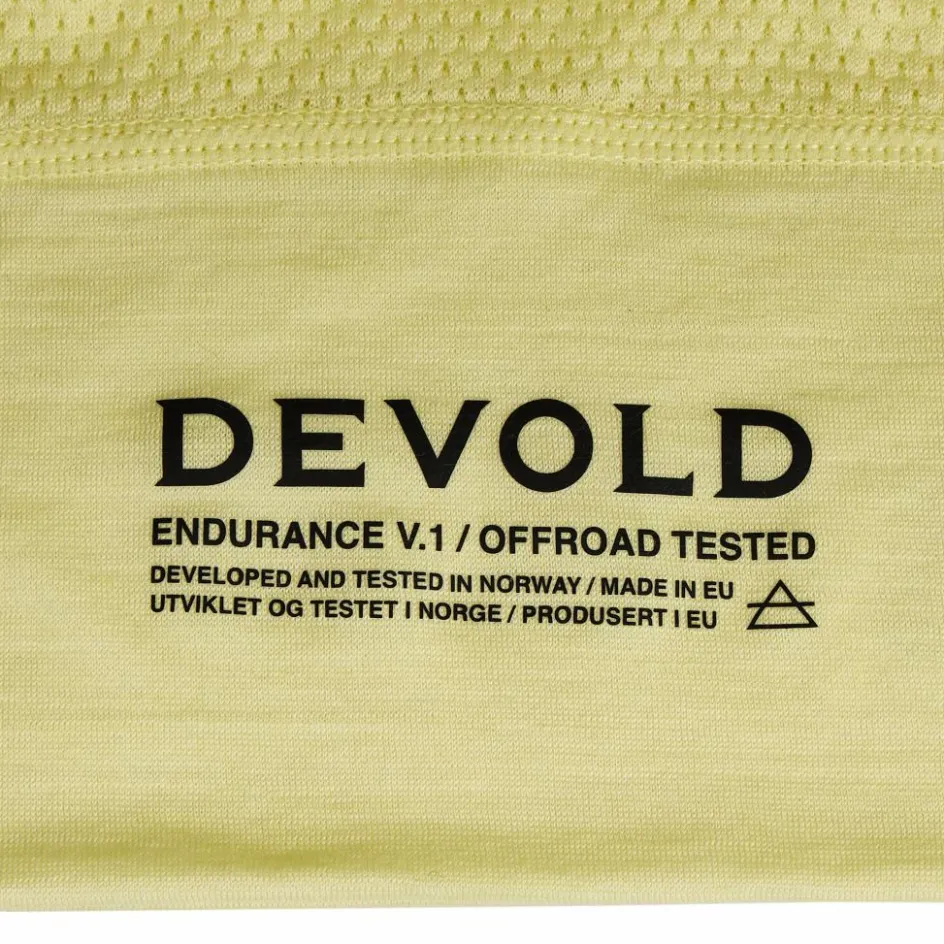 DEVOLD
ENDURANCE V.1 / OFFROAD TESTED
DEVELOPED AND TESTED IN NORWAY / MADE IN EU
UTVIKLET OG TESTET I NORGE / PRODUSERT I EU